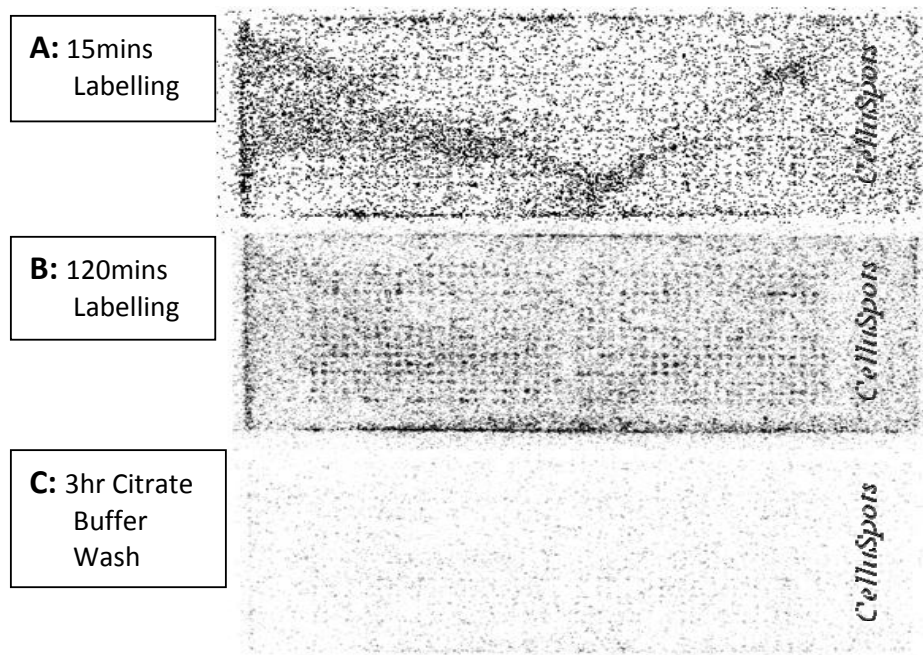 A: 15mins
Labelling
CelluSpots
B: 120mins
Labelling
CelluSpots
C: 3hr Citrate
Buffer
Wash
CelluSpots